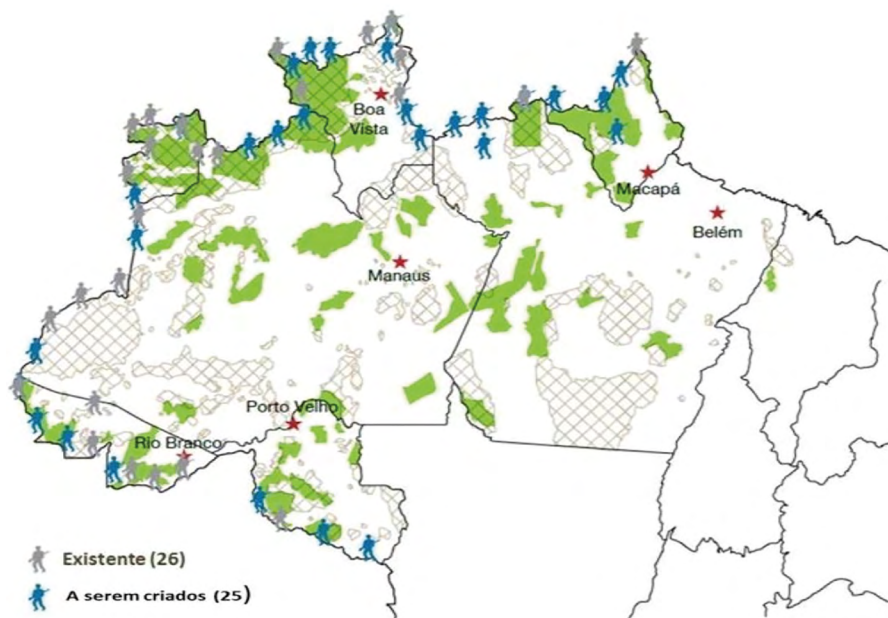 Boa
Vista
Macapá
Belém
Manaus
Porto Velho
Rio Branco
Existente (26)
A serem criados (25)